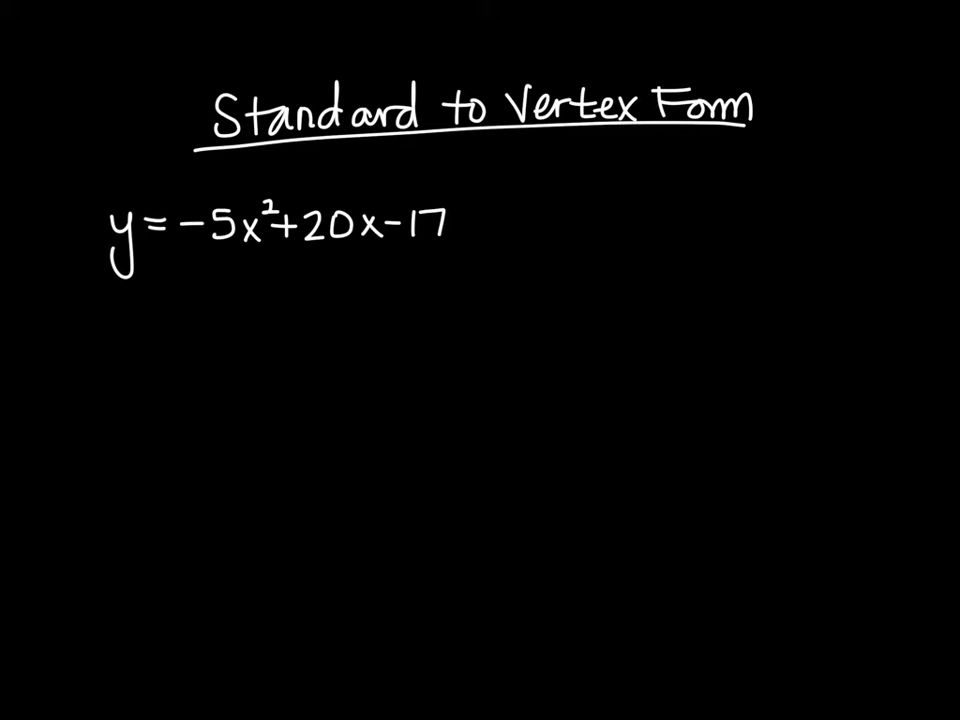 Standard to Vertex Form
y = -5x²+20x-17